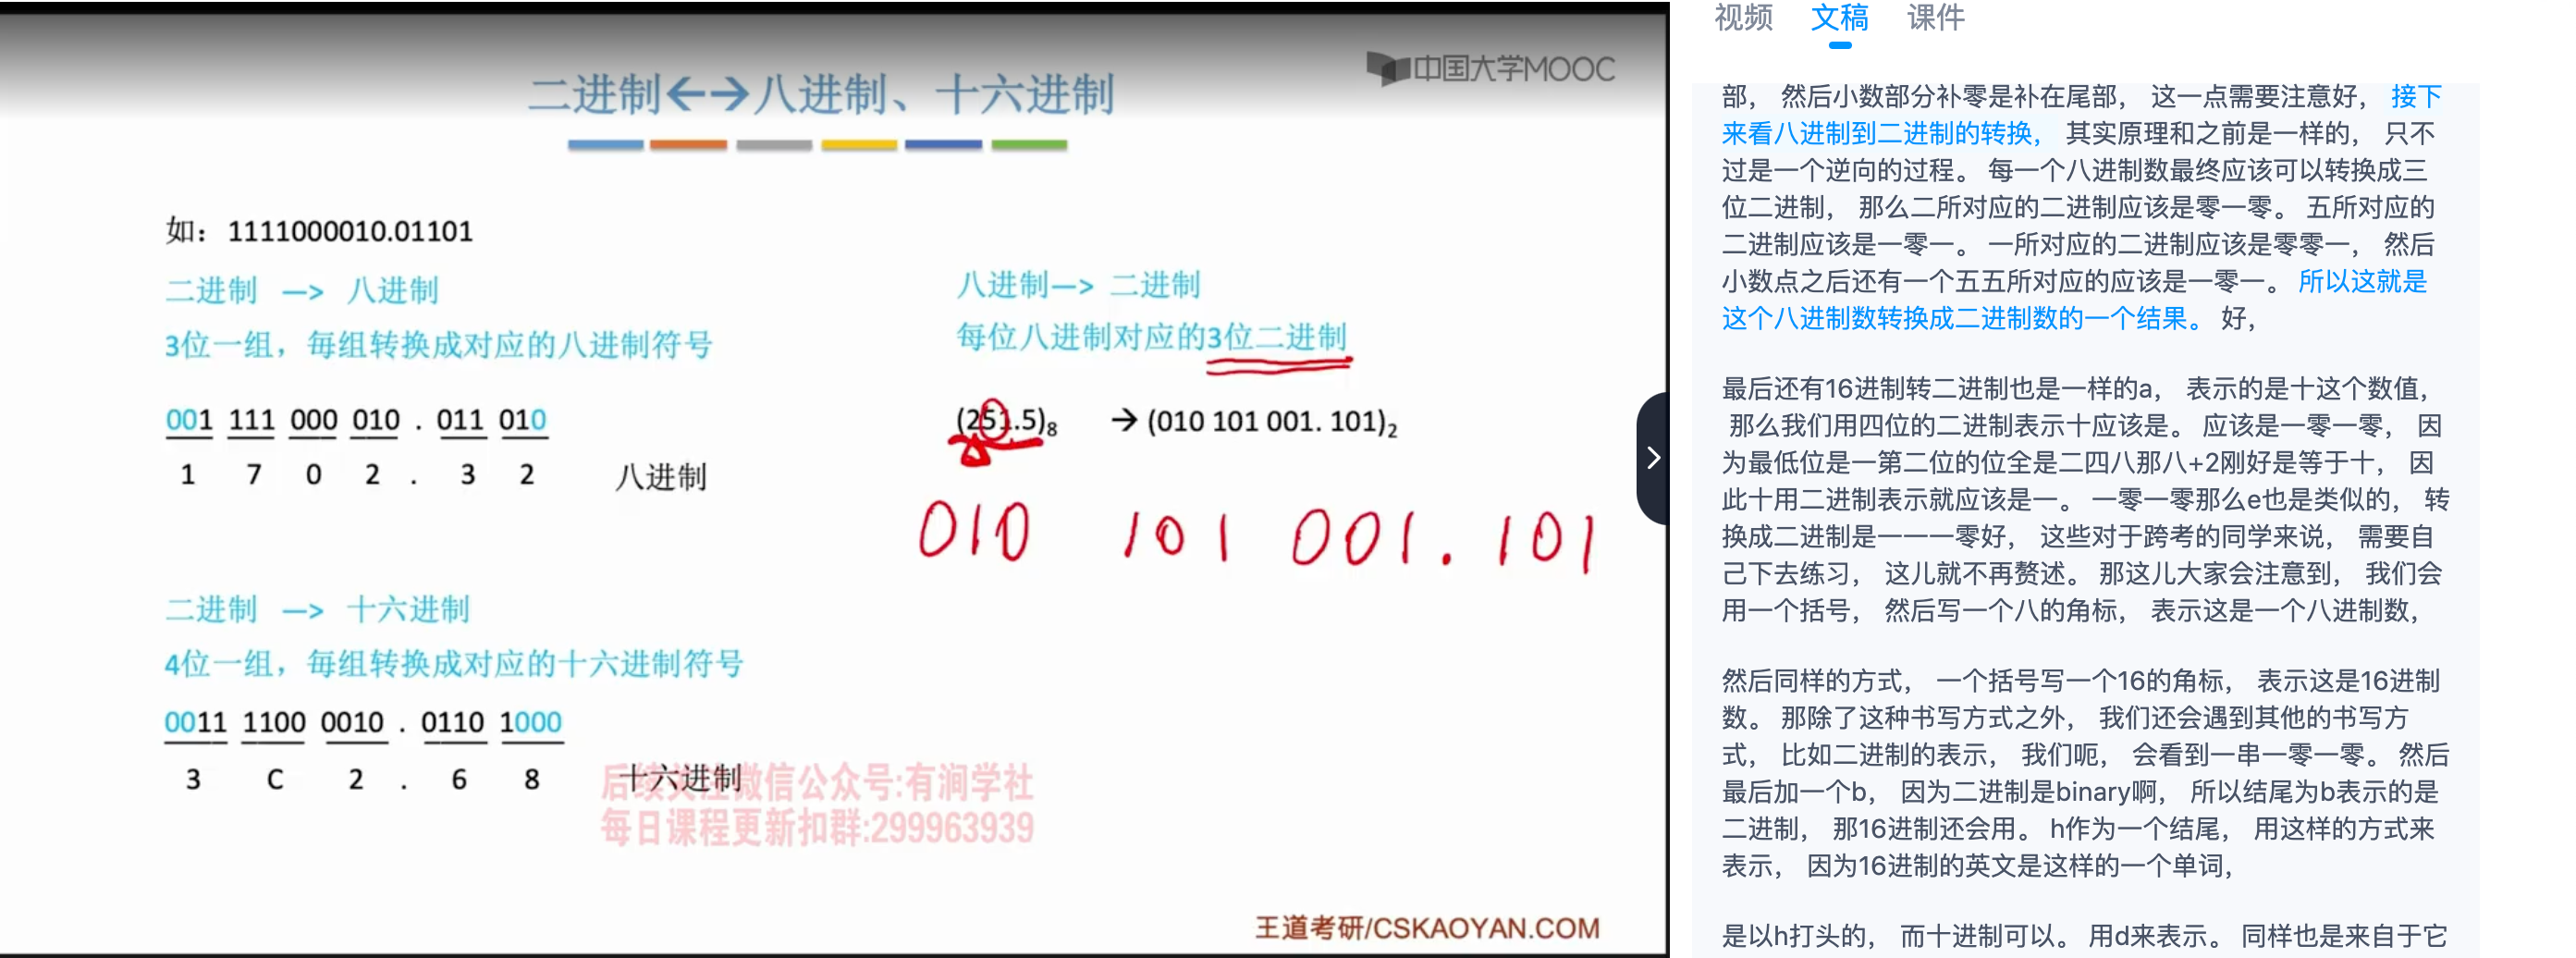 二进制←→八进制、十六进制
中国大学MOOC
如：1111000010.01101
二进制 —> 八进制
3位一组，每组转换成对应的八进制符号
001 111 000 010 . 011 010
1 7 0 2 . 3 2 八进制
二进制 —> 十六进制
4位一组，每组转换成对应的十六进制符号
0011 1100 0010 . 0110 1000
3 C 2 . 6 8 十六进制
八进制—> 二进制
每位八进制对应的3位二进制
(251.5)₈ → (010 101 001. 101)₂
010 101 001.101
后续关注微信公众号:有涧学社
每日课程更新扣群:299963939
王道考研/CSKAOYAN.COM
视频 文稿 课件
部， 然后小数部分补零是补在尾部， 这一点需要注意好， 接下
来看八进制到二进制的转换， 其实原理和之前是一样的， 只不
过是一个逆向的过程。 每一个八进制数最终应该可以转换成三
位二进制， 那么二所对应的二进制应该是零一零。 五所对应的
二进制应该是一零一。 一所对应的二进制应该是零零一， 然后
小数点之后还有一个五五所对应的应该是一零一。 所以这就是
这个八进制数转换成二进制数的一个结果。 好，
最后还有16进制转二进制也是一样的a， 表示的是十这个数值，
那么我们用四位的二进制表示十应该是。 应该是一零一零， 因
为最低位是一第二位的位全是二四八那八+2刚好是等于十， 因
此十用二进制表示就应该是一。 一零一零那么e也是类似的， 转
换成二进制是一一一零好， 这些对于跨考的同学来说， 需要自
己下去练习， 这儿就不再赘述。 那这儿大家会注意到， 我们会
用一个括号， 然后写一个八的角标， 表示这是一个八进制数，
然后同样的方式， 一个括号写一个16的角标， 表示这是16进制
数。 那除了这种书写方式之外， 我们还会遇到其他的书写方
式， 比如二进制的表示， 我们呃， 会看到一串一零一零。 然后
最后加一个b， 因为二进制是binary啊， 所以结尾为b表示的是
二进制， 那16进制还会用。 h作为一个结尾， 用这样的方式来
表示， 因为16进制的英文是这样的一个单词，
是以h打头的， 而十进制可以。 用d来表示。 同样也是来自于它